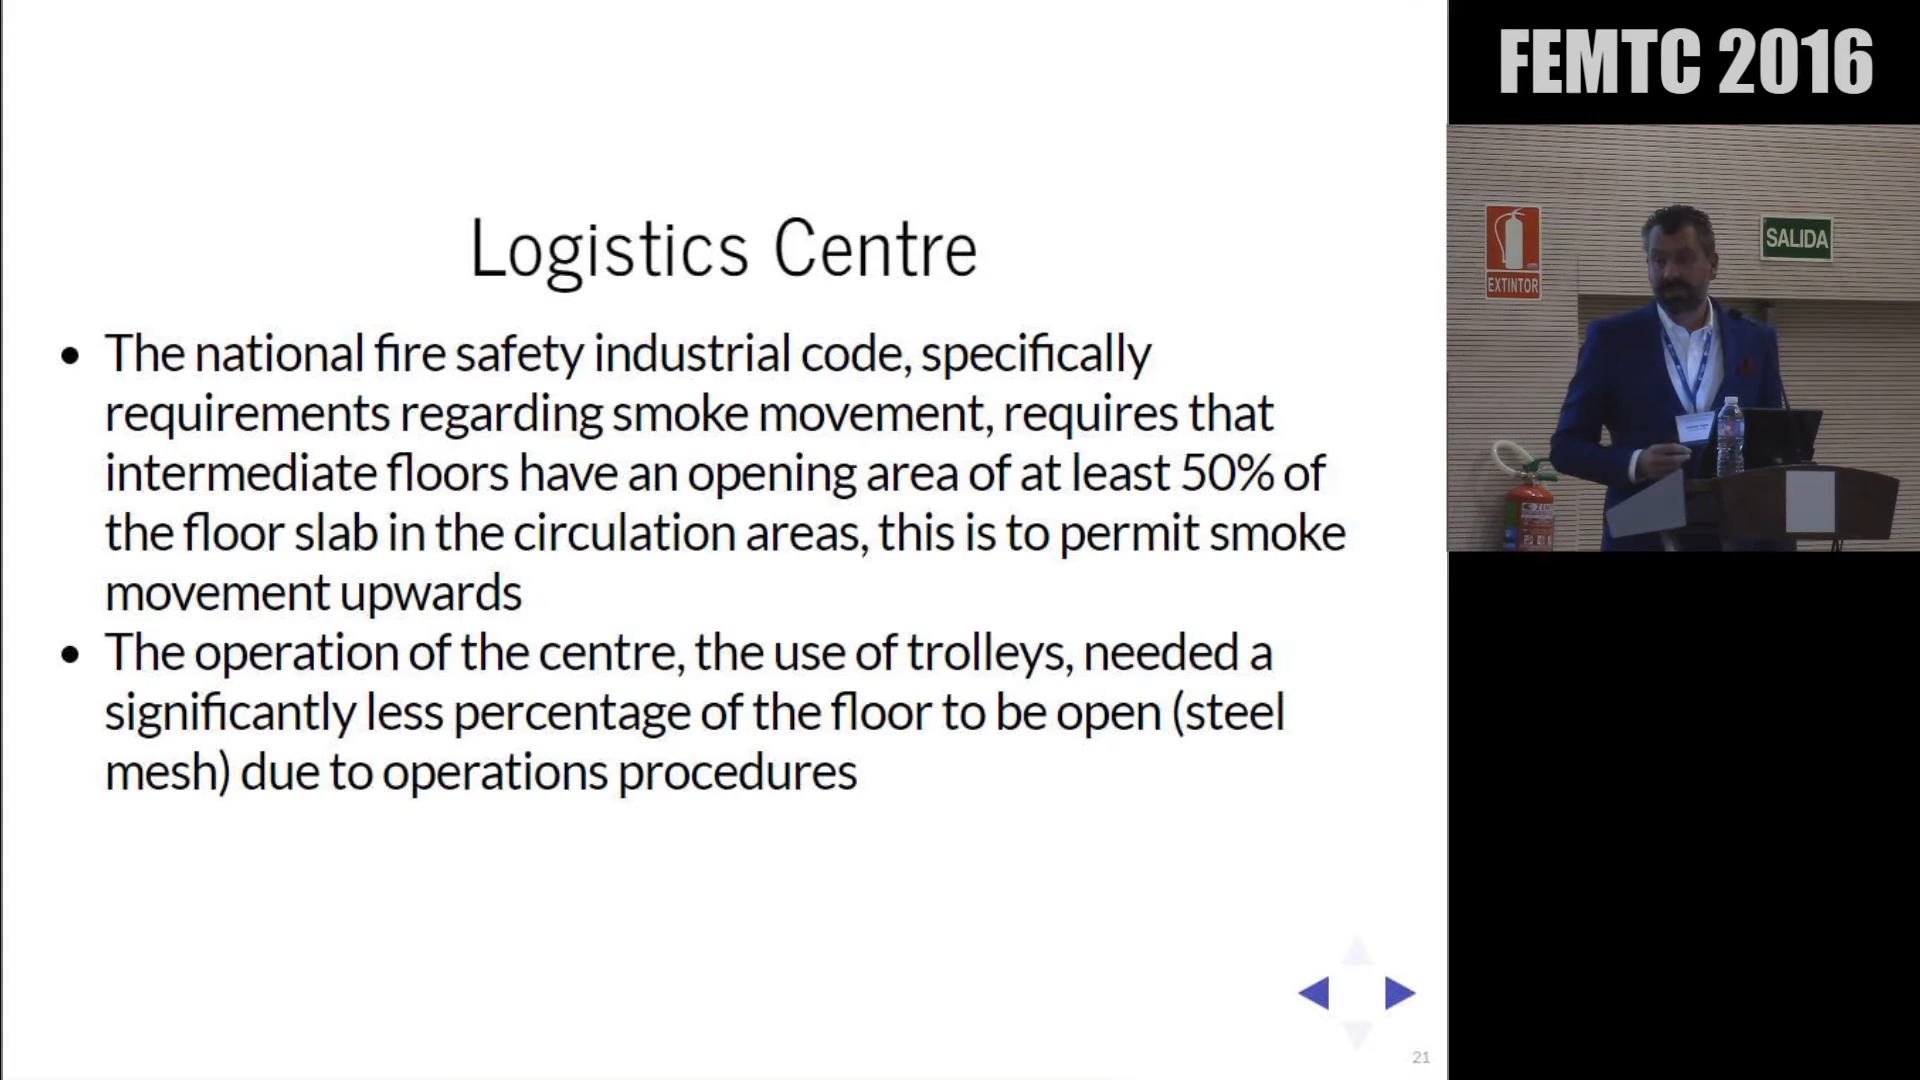 FEMTC 2016
Logistics Centre
• The national fire safety industrial code, specifically
requirements regarding smoke movement, requires that
intermediate floors have an opening area of at least 50% of
the floor slab in the circulation areas, this is to permit smoke
movement upwards
• The operation of the centre, the use of trolleys, needed a
significantly less percentage of the floor to be open (steel
mesh) due to operations procedures
21
EXTINTOR
SALIDA